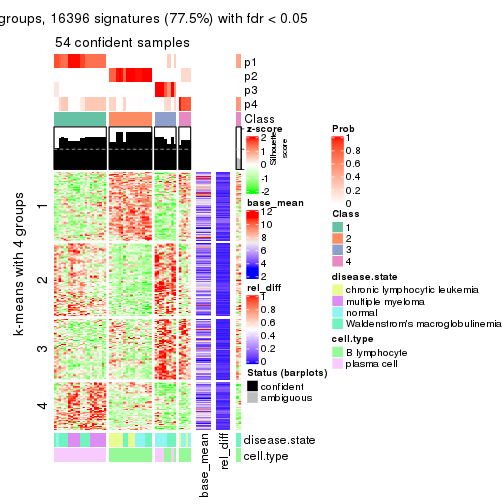 groups, 16396 signatures (77.5%) with fdr < 0.05
54 confident samples
p1
p2
p3
p4
Class
Silhouette
score
1
2
3
4
k-means with 4 groups
disease.state
cell.type
base_mean
rel_diff
z-score
2
1
0
-1
-2
base_mean
12
10
8
6
4
2
rel_diff
1
0.8
0.6
0.4
0.2
0
Status (barplots)
confident
ambiguous
Prob
1
0.8
0.6
0.4
0.2
0
Class
1
2
3
4
disease.state
chronic lymphocytic leukemia
multiple myeloma
normal
Waldenstrom's macroglobulinemia
cell.type
B lymphocyte
plasma cell